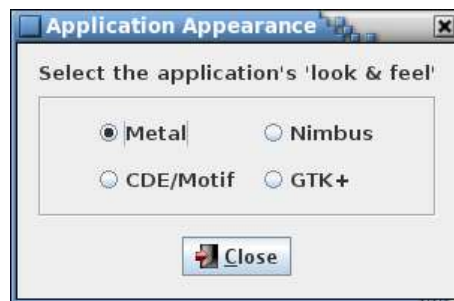 Application Appearance
Select the application's 'look & feel'
Metal Nimbus
CDE/Motif GTK+
Close